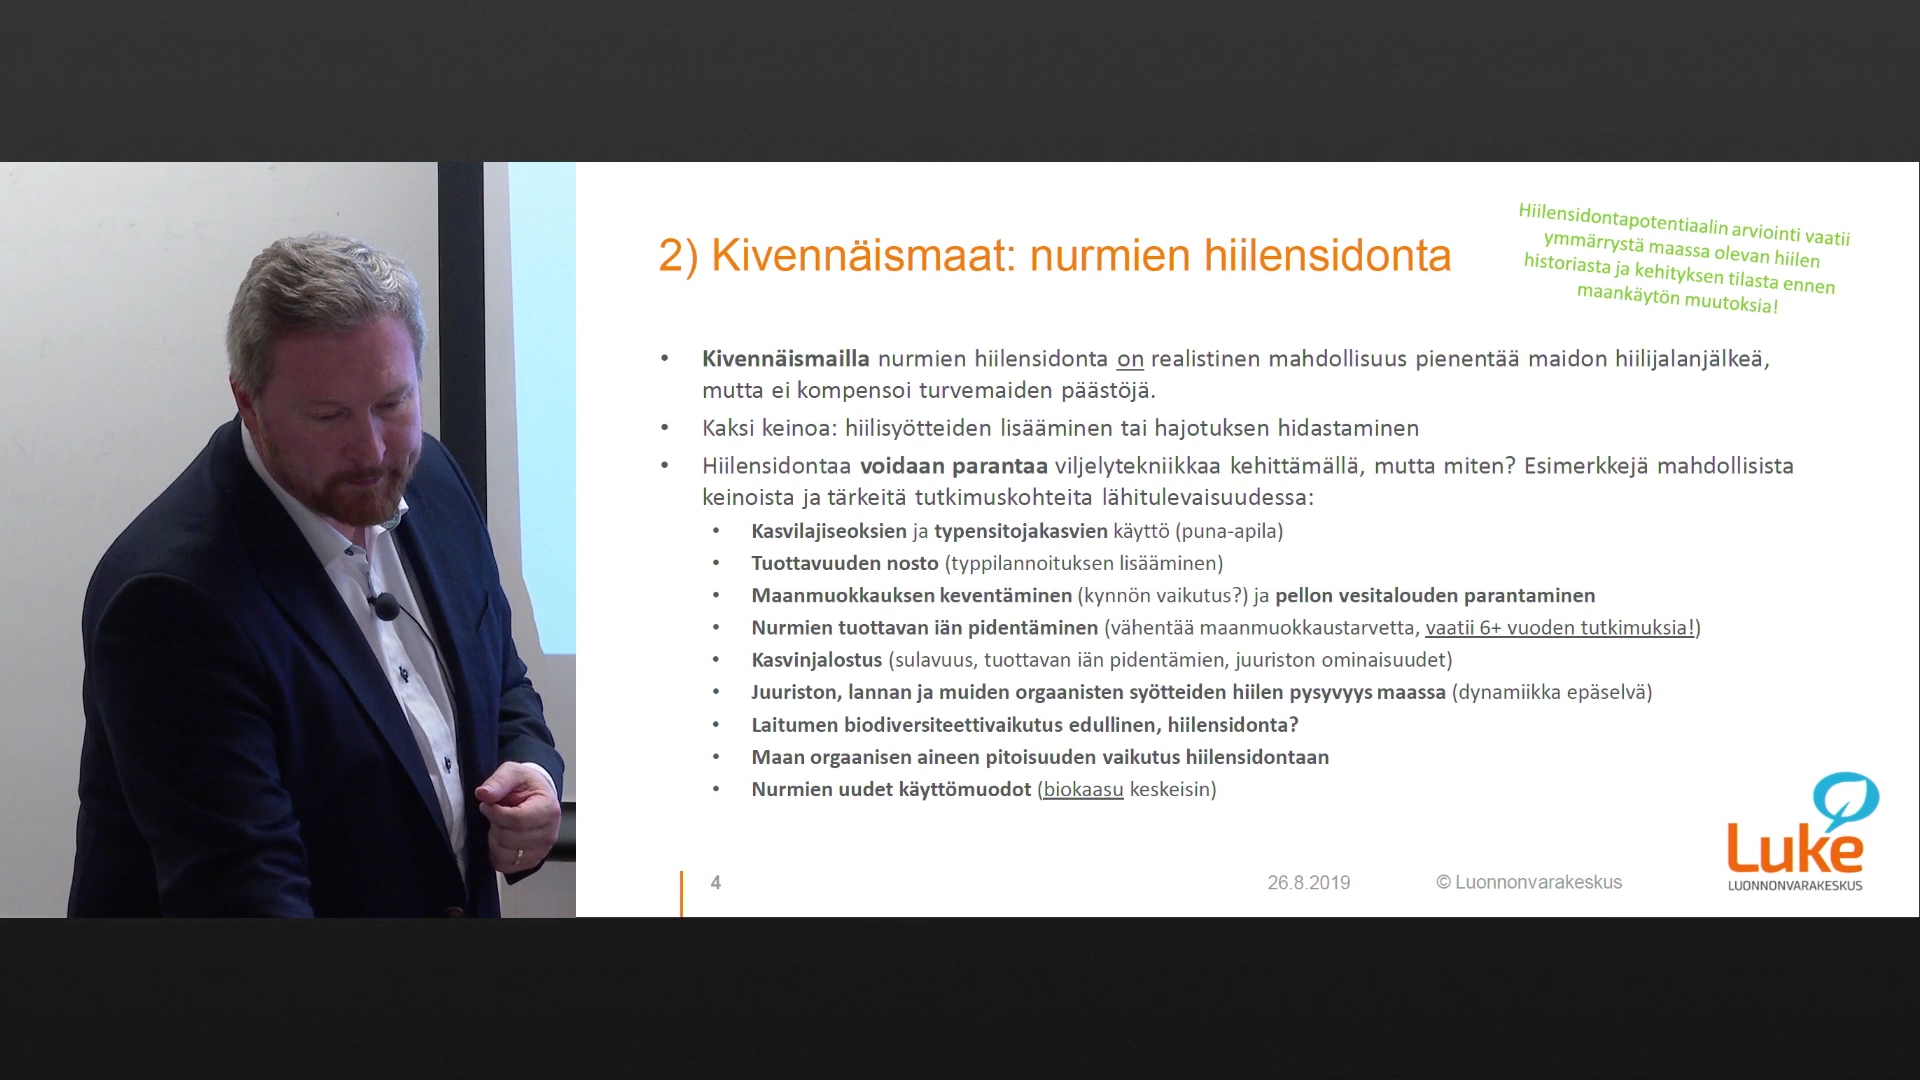 2) Kivennäismaat: nurmien hiilensidonta
Hiilensidontapotentiaalin arviointi vaatii
ymmärrystä maassa olevan hiilen
historiasta ja kehityksen tilasta ennen
maankäytön muutoksia!
• Kivennäismailla nurmien hiilensidonta on realistinen mahdollisuus pienentää maidon hiilijalanjälkeä,
mutta ei kompensoi turvemaiden päästöjä.
• Kaksi keinoa: hiilisyötteiden lisääminen tai hajotuksen hidastaminen
• Hiilensidontaa voidaan parantaa viljelytekniikkaa kehittämällä, mutta miten? Esimerkkejä mahdollisista
keinoista ja tärkeitä tutkimuskohteita lähitulevaisuudessa:
• Kasvilajiseoksien ja typensitojakasvien käyttö (puna-apila)
• Tuottavuuden nosto (typpilannoituksen lisääminen)
• Maanmuokkauksen keventäminen (kynnön vaikutus?) ja pellon vesitalouden parantaminen
• Nurmien tuottavan iän pidentäminen (vähentää maanmuokkaustarvetta, vaatii 6+ vuoden tutkimuksia!)
• Kasvinjalostus (sulavuus, tuottavan iän pidentämien, juuriston ominaisuudet)
• Juuriston, lannan ja muiden orgaanisten syötteiden hiilen pysyvyys maassa (dynamiikka epäselvä)
• Laitumen biodiversiteettivaikutus edullinen, hiilensidonta?
• Maan orgaanisen aineen pitoisuuden vaikutus hiilensidontaan
• Nurmien uudet käyttömuodot (biokaasu keskeisin)
4
26.8.2019
© Luonnonvarakeskus
Luke
LUONNONVARAKESKUS